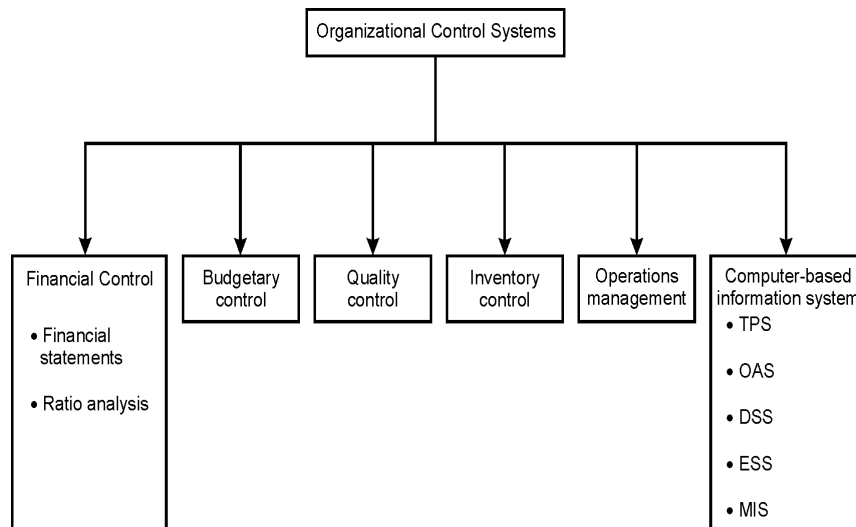 Organizational Control Systems
Financial Control
• Financial
statements
• Ratio analysis
Budgetary
control
Quality
control
Inventory
control
Operations
management
Computer-based
information system
• TPS
• OAS
• DSS
• ESS
• MIS